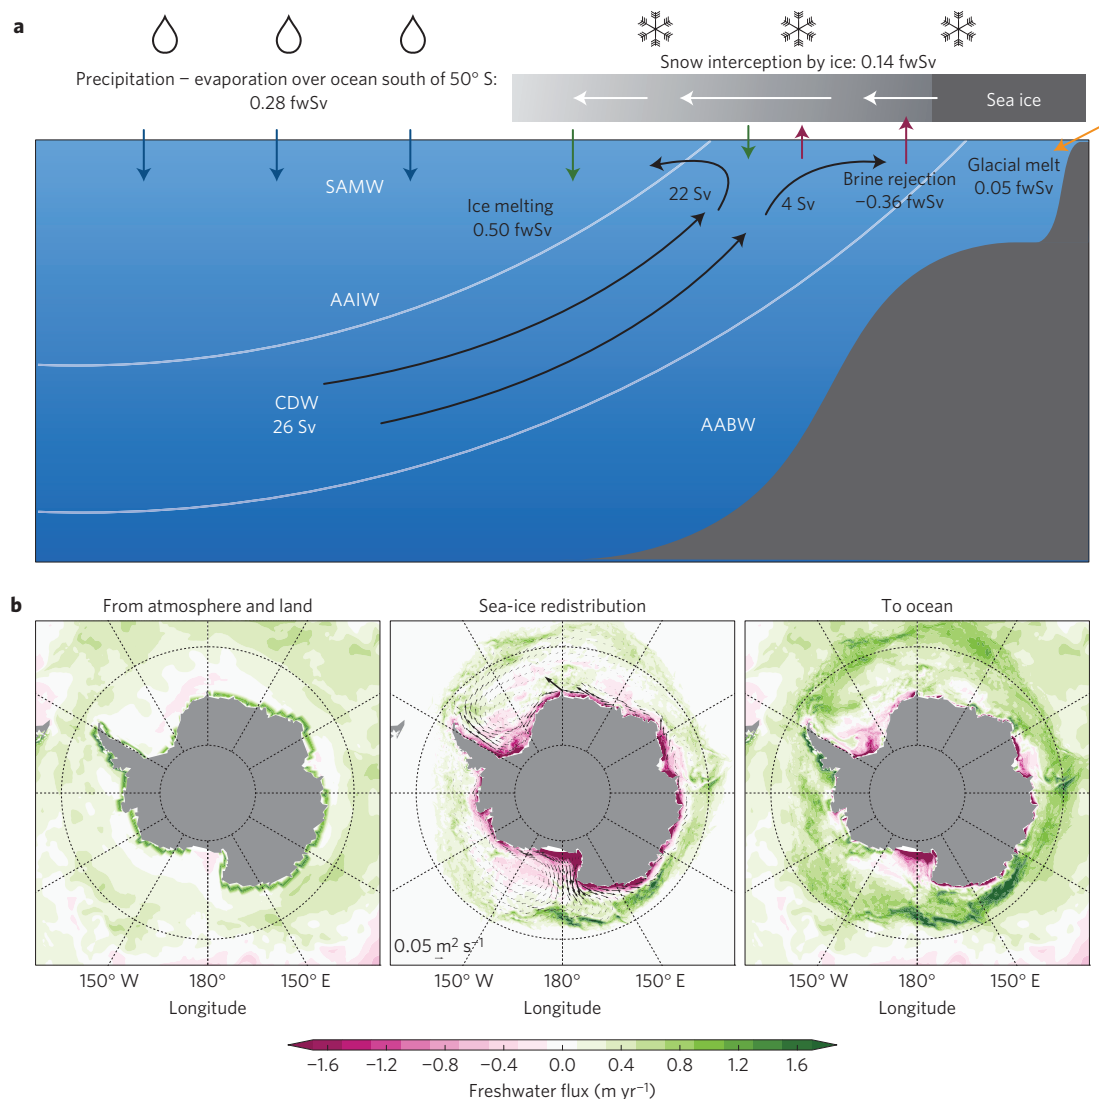 a
Precipitation – evaporation over ocean south of 50° S:
0.28 fwSv
Snow interception by ice: 0.14 fwSv
Sea ice
SAMW
Ice melting
0.50 fwSv
22 Sv
4 Sv
Brine rejection
−0.36 fwSv
Glacial melt
0.05 fwSv
AAIW
CDW
26 Sv
AABW
b
From atmosphere and land
Sea-ice redistribution
To ocean
0.05 m² s⁻¹
150° W 180° 150° E
Longitude
150° W 180° 150° E
Longitude
150° W 180° 150° E
Longitude
−1.6 −1.2 −0.8 −0.4 0.0 0.4 0.8 1.2 1.6
Freshwater flux (m yr⁻¹)